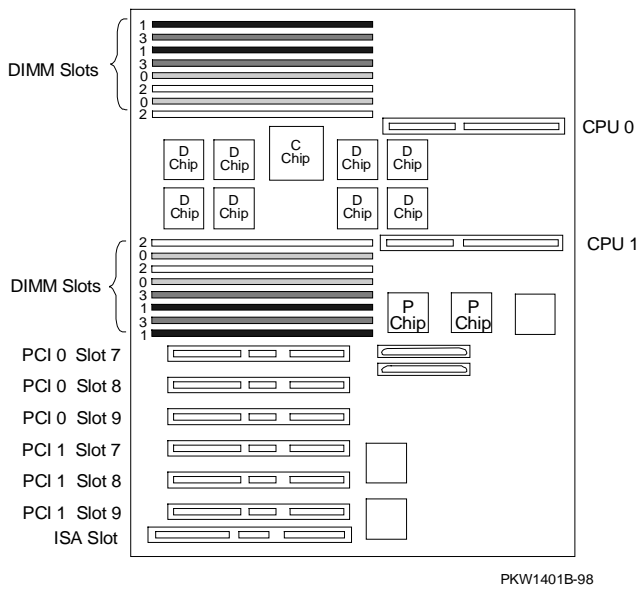 1
3
1
3
0
2
0
2
DIMM Slots
CPU 0
D Chip
D Chip
C Chip
D Chip
D Chip
D Chip
D Chip
D Chip
D Chip
CPU 1
2
0
2
0
3
1
3
1
DIMM Slots
P Chip
P Chip
PCI 0 Slot 7
PCI 0 Slot 8
PCI 0 Slot 9
PCI 1 Slot 7
PCI 1 Slot 8
PCI 1 Slot 9
ISA Slot
PKW1401B-98